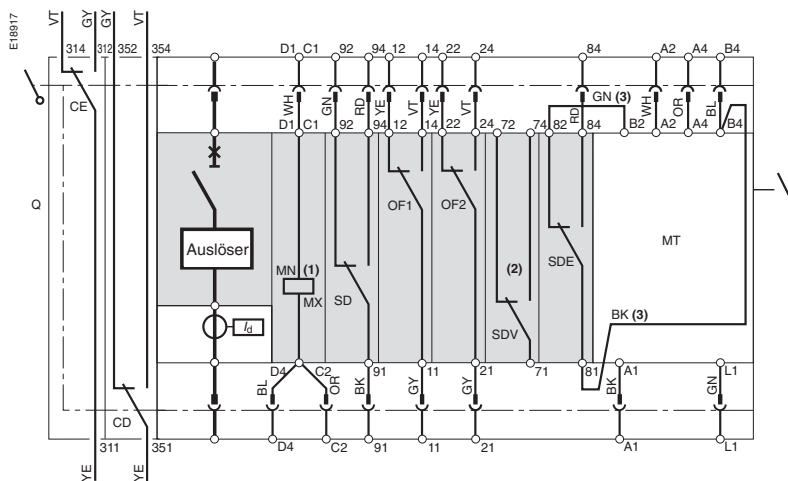 E18917
VT GY GY VT
314 312 352 354 D1 C1 92 94 12 14 22 24 84 A2 A4 B4
CE WH GN RD YE VT YE VT RD GN (3) WH OR BL
D1 C1 92 94 12 14 22 24 72 74 82 84 B2 A2 A4 B4
Q
OF1 OF2
Auslöser MT
MN (1) SD (2) SDE
MX
Id SDV BK (3)
D4 C2 91 11 21 71 81 A1 L1
BL OR BK GY GY BK GN
CD
311 351 D4 C2 91 11 21 A1 L1
YE YE